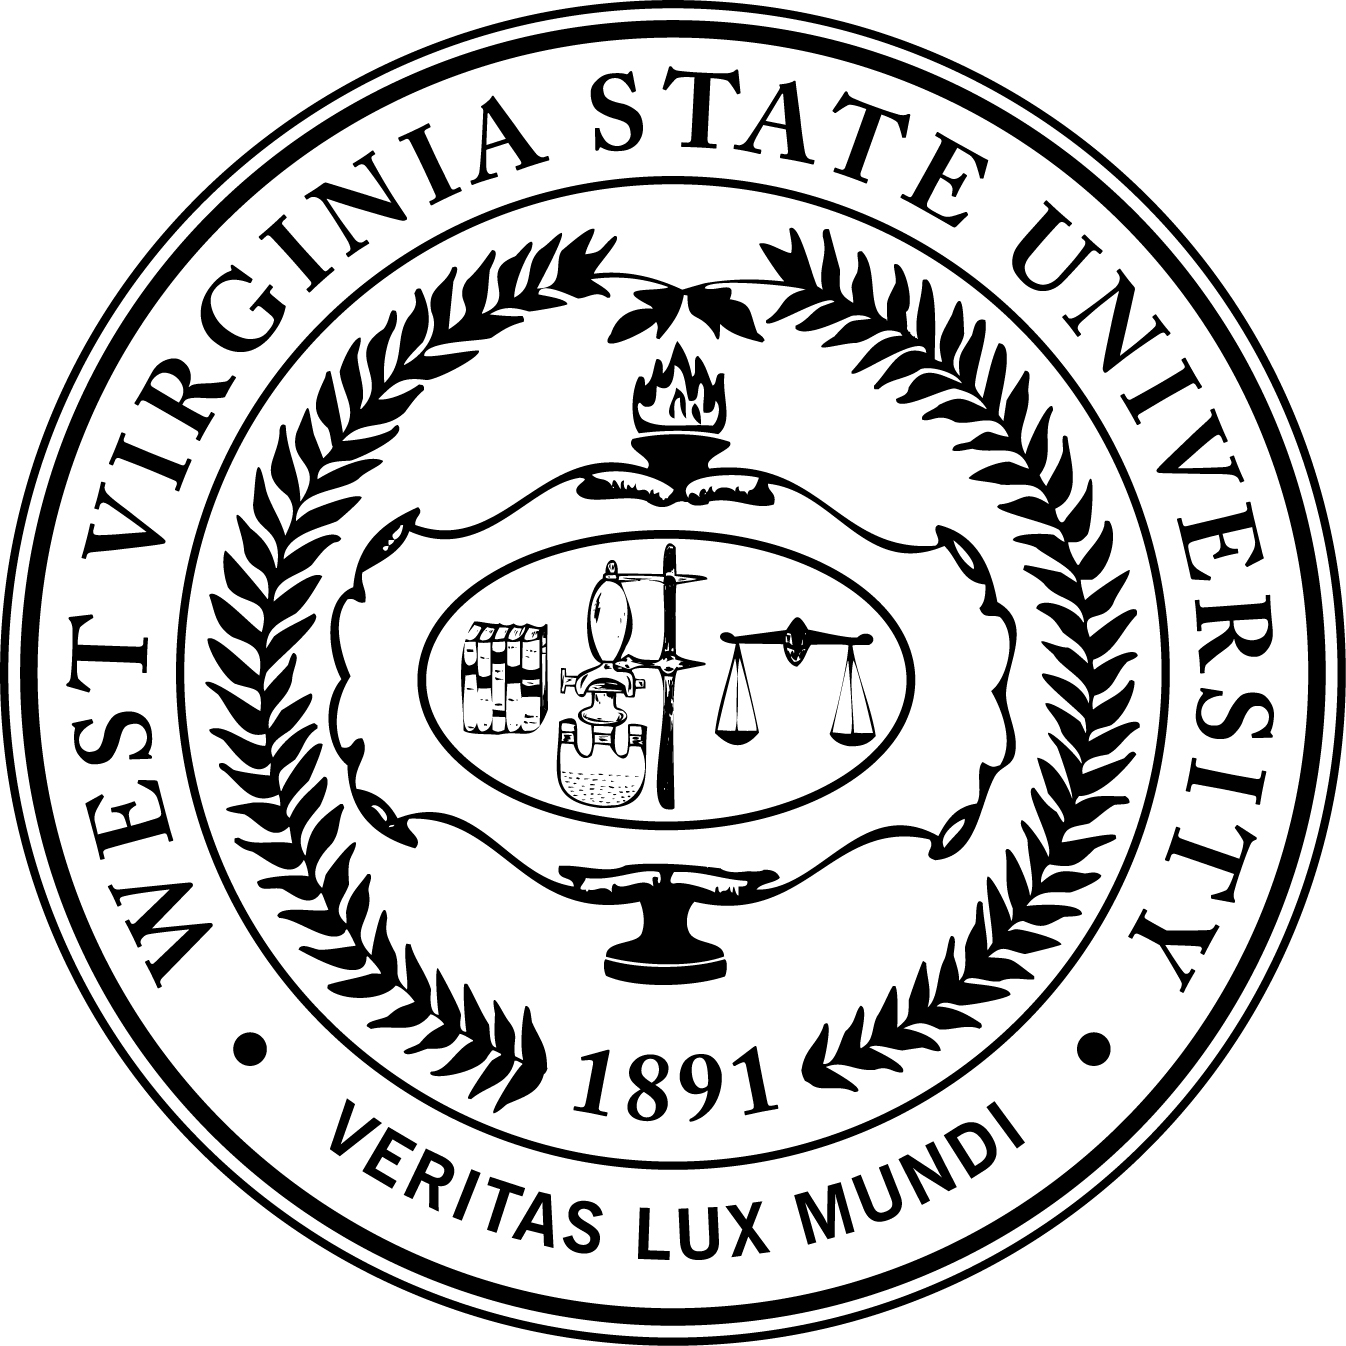 WEST VIRGINIA STATE UNIVERSITY
1891
VERITAS LUX MUNDI